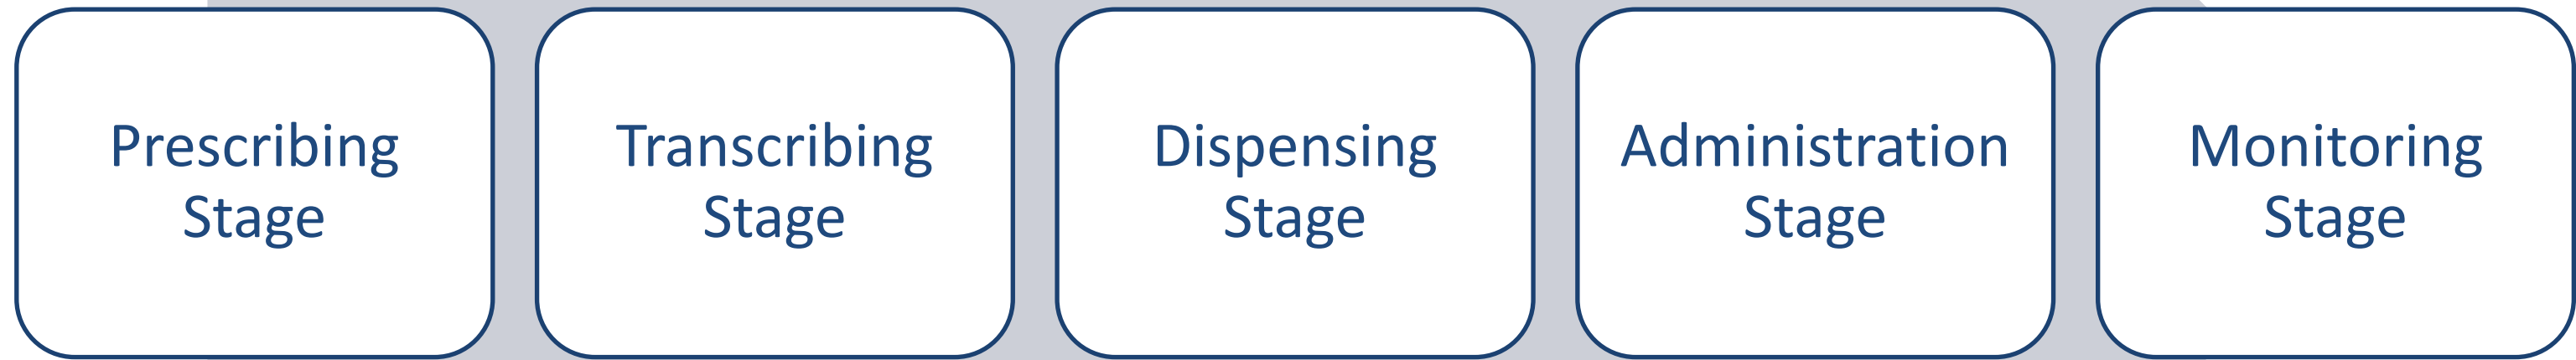 Prescribing
Stage
Transcribing
Stage
Dispensing
Stage
Administration
Stage
Monitoring
Stage